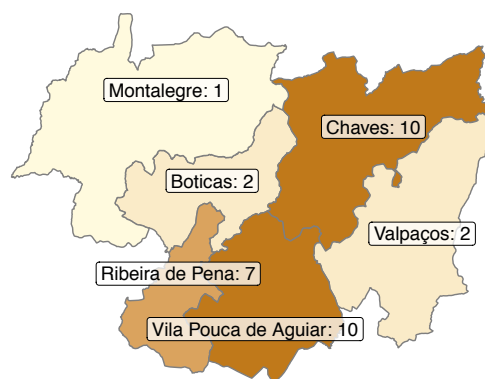 Montalegre: 1
Chaves: 10
Boticas: 2
Valpaços: 2
Ribeira de Pena: 7
Vila Pouca de Aguiar: 10